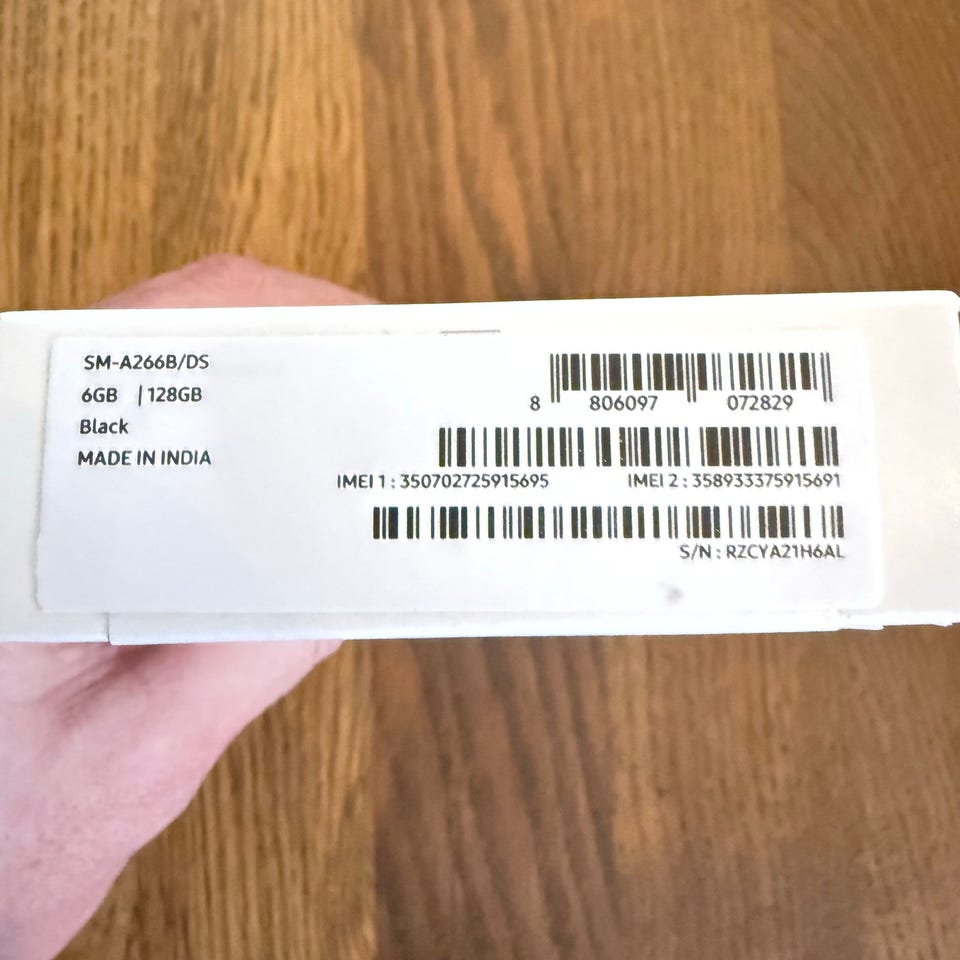 SM-A266B/DS
6GB | 128GB
Black
MADE IN INDIA
8 806097 072829
IMEI 1 : 350702725915695 IMEI 2 : 358933375915691
S/N : RZCYA21H6AL